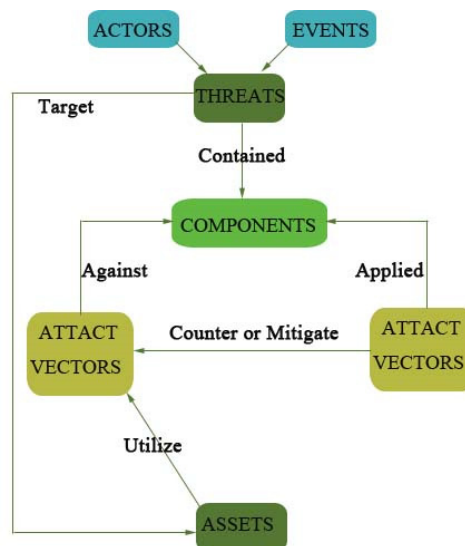 ACTORS
EVENTS
Target
THREATS
Contained
COMPONENTS
Against
Applied
ATTACT
VECTORS
Counter or Mitigate
ATTACT
VECTORS
Utilize
ASSETS